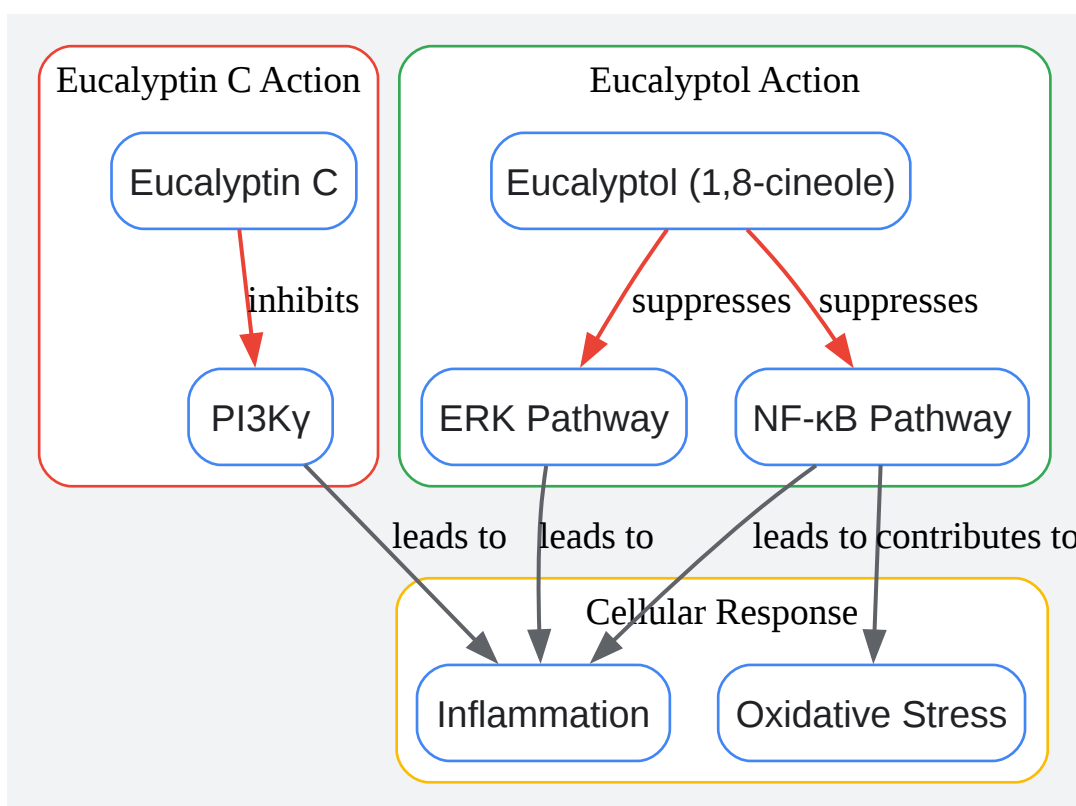 Eucalyptin C Action
Eucalyptol Action
Eucalyptin C
Eucalyptol (1,8-cineole)
inhibits
suppresses
suppresses
PI3Kγ
ERK Pathway
NF-κB Pathway
leads to
leads to
leads to
contributes to
Cellular Response
Inflammation
Oxidative Stress